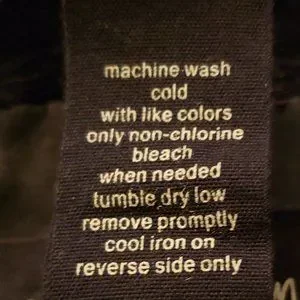 machine wash
cold
with like colors
only non-chlorine
bleach
when needed
tumble dry low
remove promptly
cool iron on
reverse side only